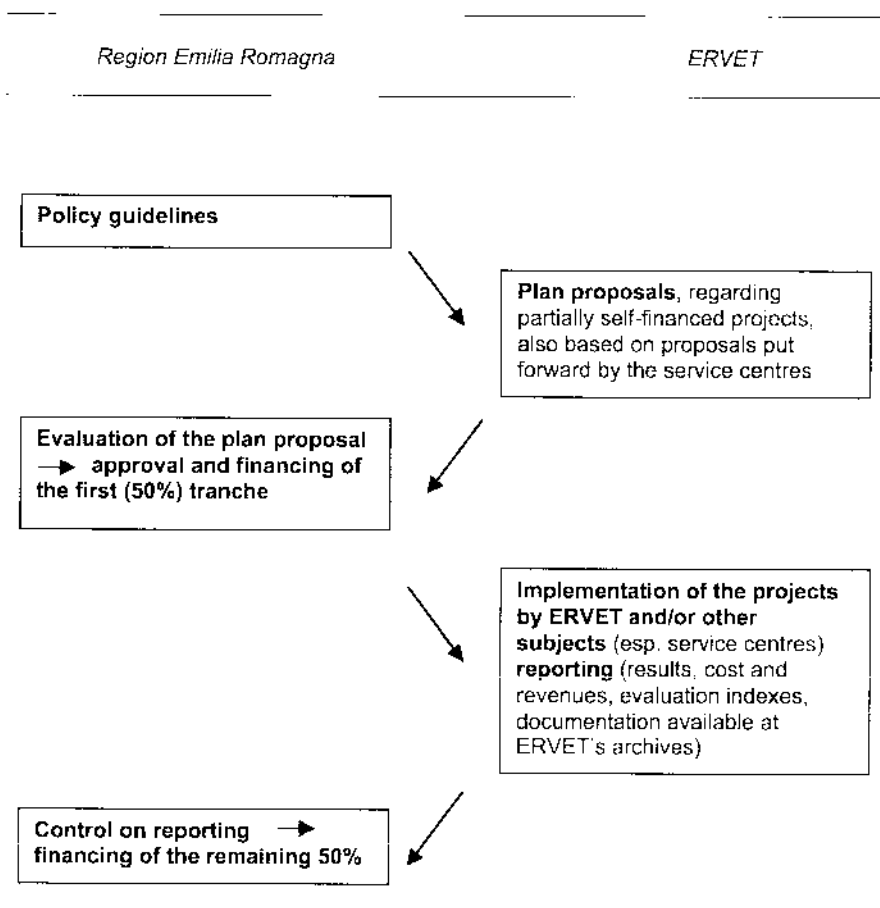 Region Emilia Romagna
ERVET
Policy guidelines
Plan proposals, regarding
partially self-financed projects,
also based on proposals put
forward by the service centres
Evaluation of the plan proposal
→ approval and financing of
the first (50%) tranche
Implementation of the projects
by ERVET and/or other
subjects (esp. service centres)
reporting (results, cost and
revenues, evaluation indexes,
documentation available at
ERVET's archives)
Control on reporting →
financing of the remaining 50%